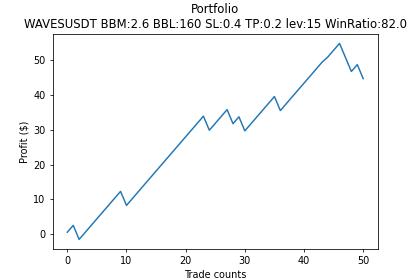 Portfolio
WAVESUSDT BBM:2.6 BBL:160 SL:0.4 TP:0.2 lev:15 WinRatio:82.0
50
40
30
20
10
0
Profit ($)
0 10 20 30 40 50
Trade counts